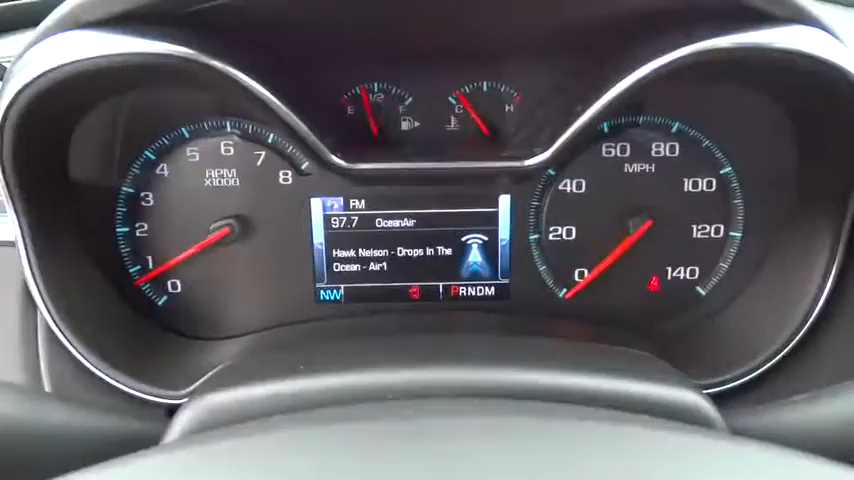 E 1/2 F
C H
0 1 2 3 4 5 6 7 8
RPM
X1000
FM
97.7 OceanAir
Hawk Nelson - Drops In The
Ocean - Air1
NW PRNDM
0 20 40 60 80 100 120 140
MPH